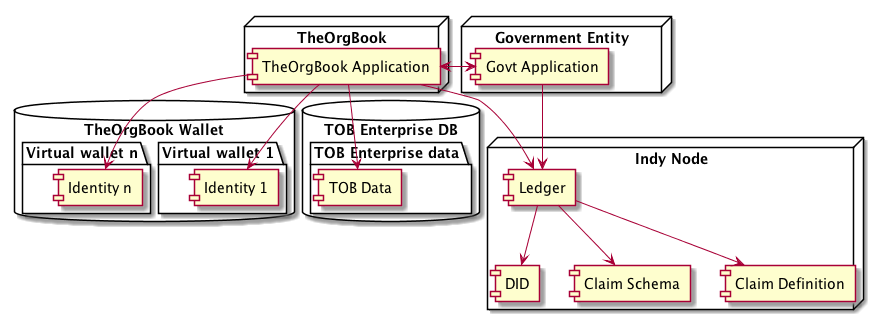 TheOrgBook
Government Entity
TheOrgBook Application
Govt Application
TheOrgBook Wallet
TOB Enterprise DB
Virtual wallet n
Virtual wallet 1
TOB Enterprise data
Indy Node
Identity n
Identity 1
TOB Data
Ledger
DID
Claim Schema
Claim Definition